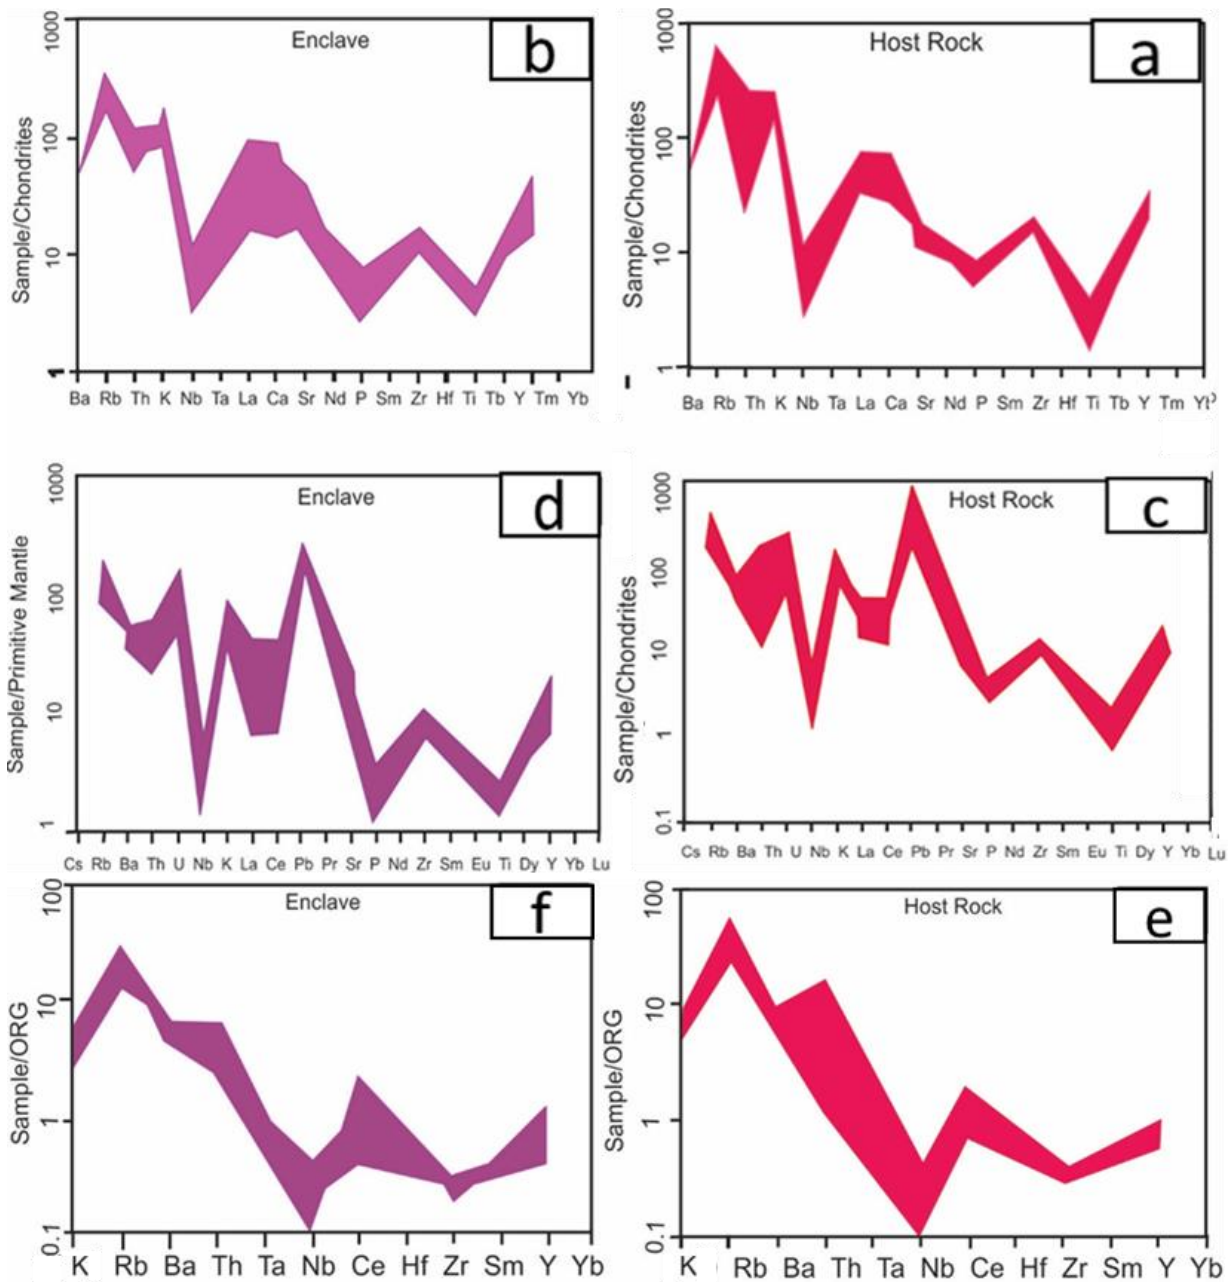 Enclave
b
Sample/Chondrites
1000
100
10
1
Ba Rb Th K Nb Ta La Ca Sr Nd P Sm Zr Hf Ti Tb Y Tm Yb
Host Rock
a
Sample/Chondrites
1000
100
10
1
Ba Rb Th K Nb Ta La Ca Sr Nd P Sm Zr Hf Ti Tb Y Tm Yb
Enclave
d
Sample/Primitive Mantle
1000
100
10
1
Cs Rb Ba Th U Nb K La Ce Pb Pr Sr P Nd Zr Sm Eu Ti Dy Y Yb Lu
Host Rock
c
Sample/Chondrites
1000
100
10
1
0.1
Cs Rb Ba Th U Nb K La Ce Pb Pr Sr P Nd Zr Sm Eu Ti Dy Y Yb Lu
Enclave
f
Sample/ORG
100
10
1
0.1
K Rb Ba Th Ta Nb Ce Hf Zr Sm Y Yb
Host Rock
e
Sample/ORG
100
10
1
0.1
K Rb Ba Th Ta Nb Ce Hf Zr Sm Y Yb